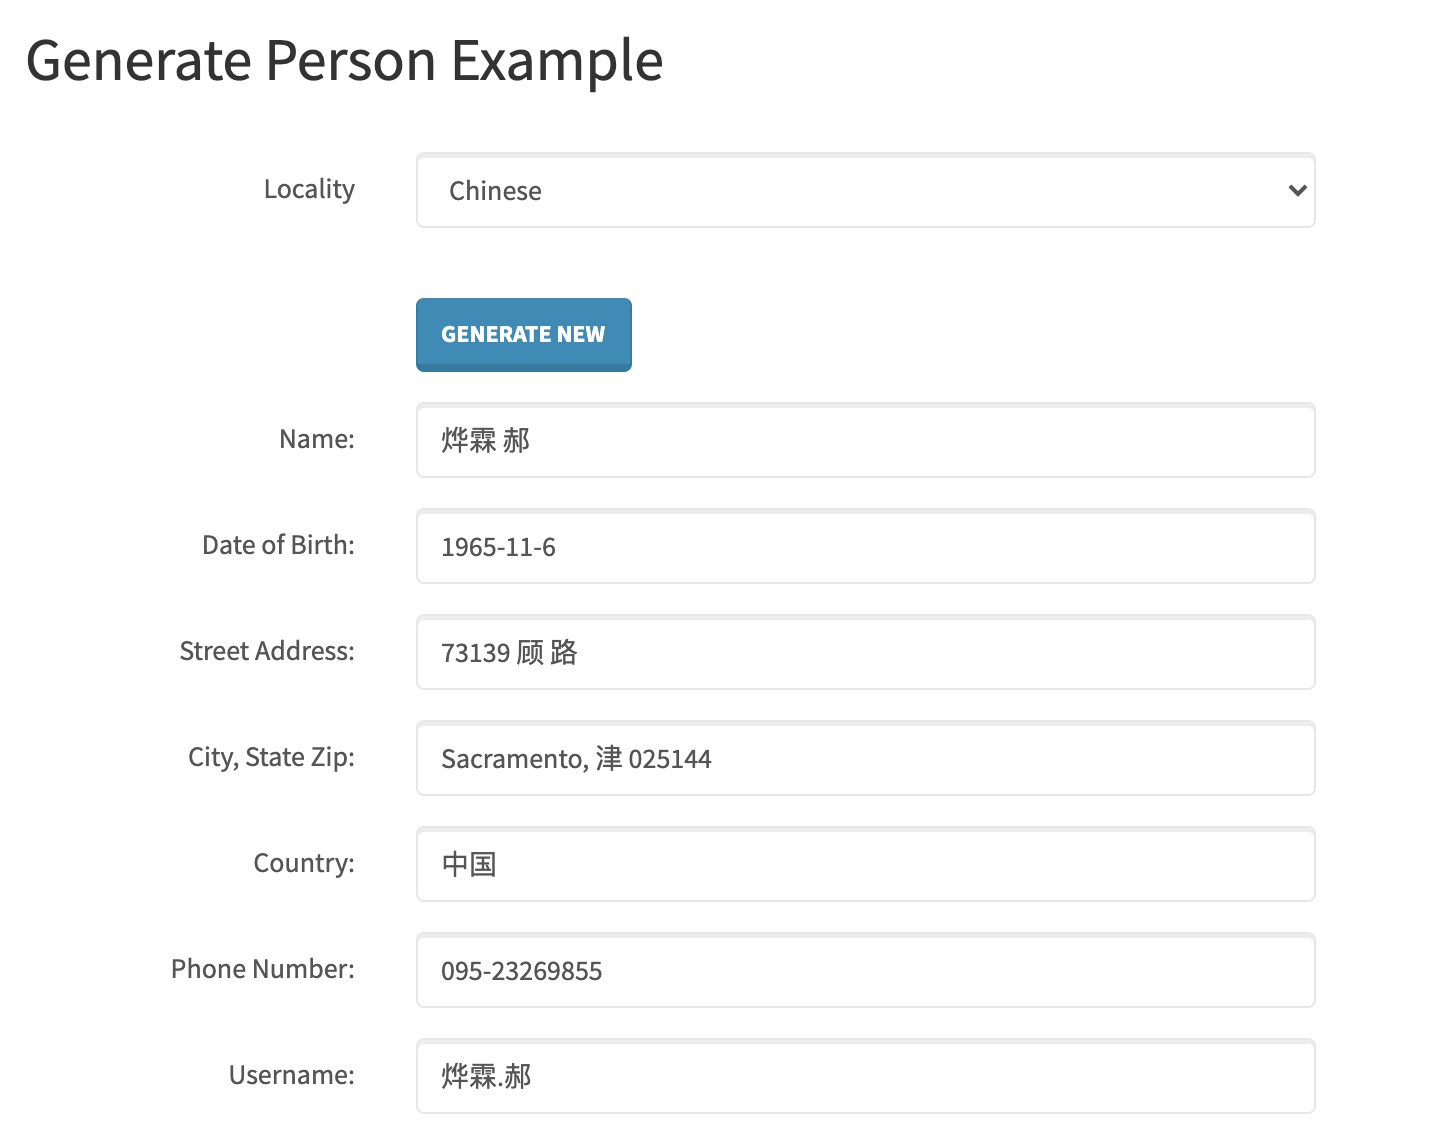 Generate Person Example
Locality
Chinese
GENERATE NEW
Name:
烨霖 郝
Date of Birth:
1965-11-6
Street Address:
73139 顾 路
City, State Zip:
Sacramento, 津 025144
Country:
中国
Phone Number:
095-23269855
Username:
烨霖.郝